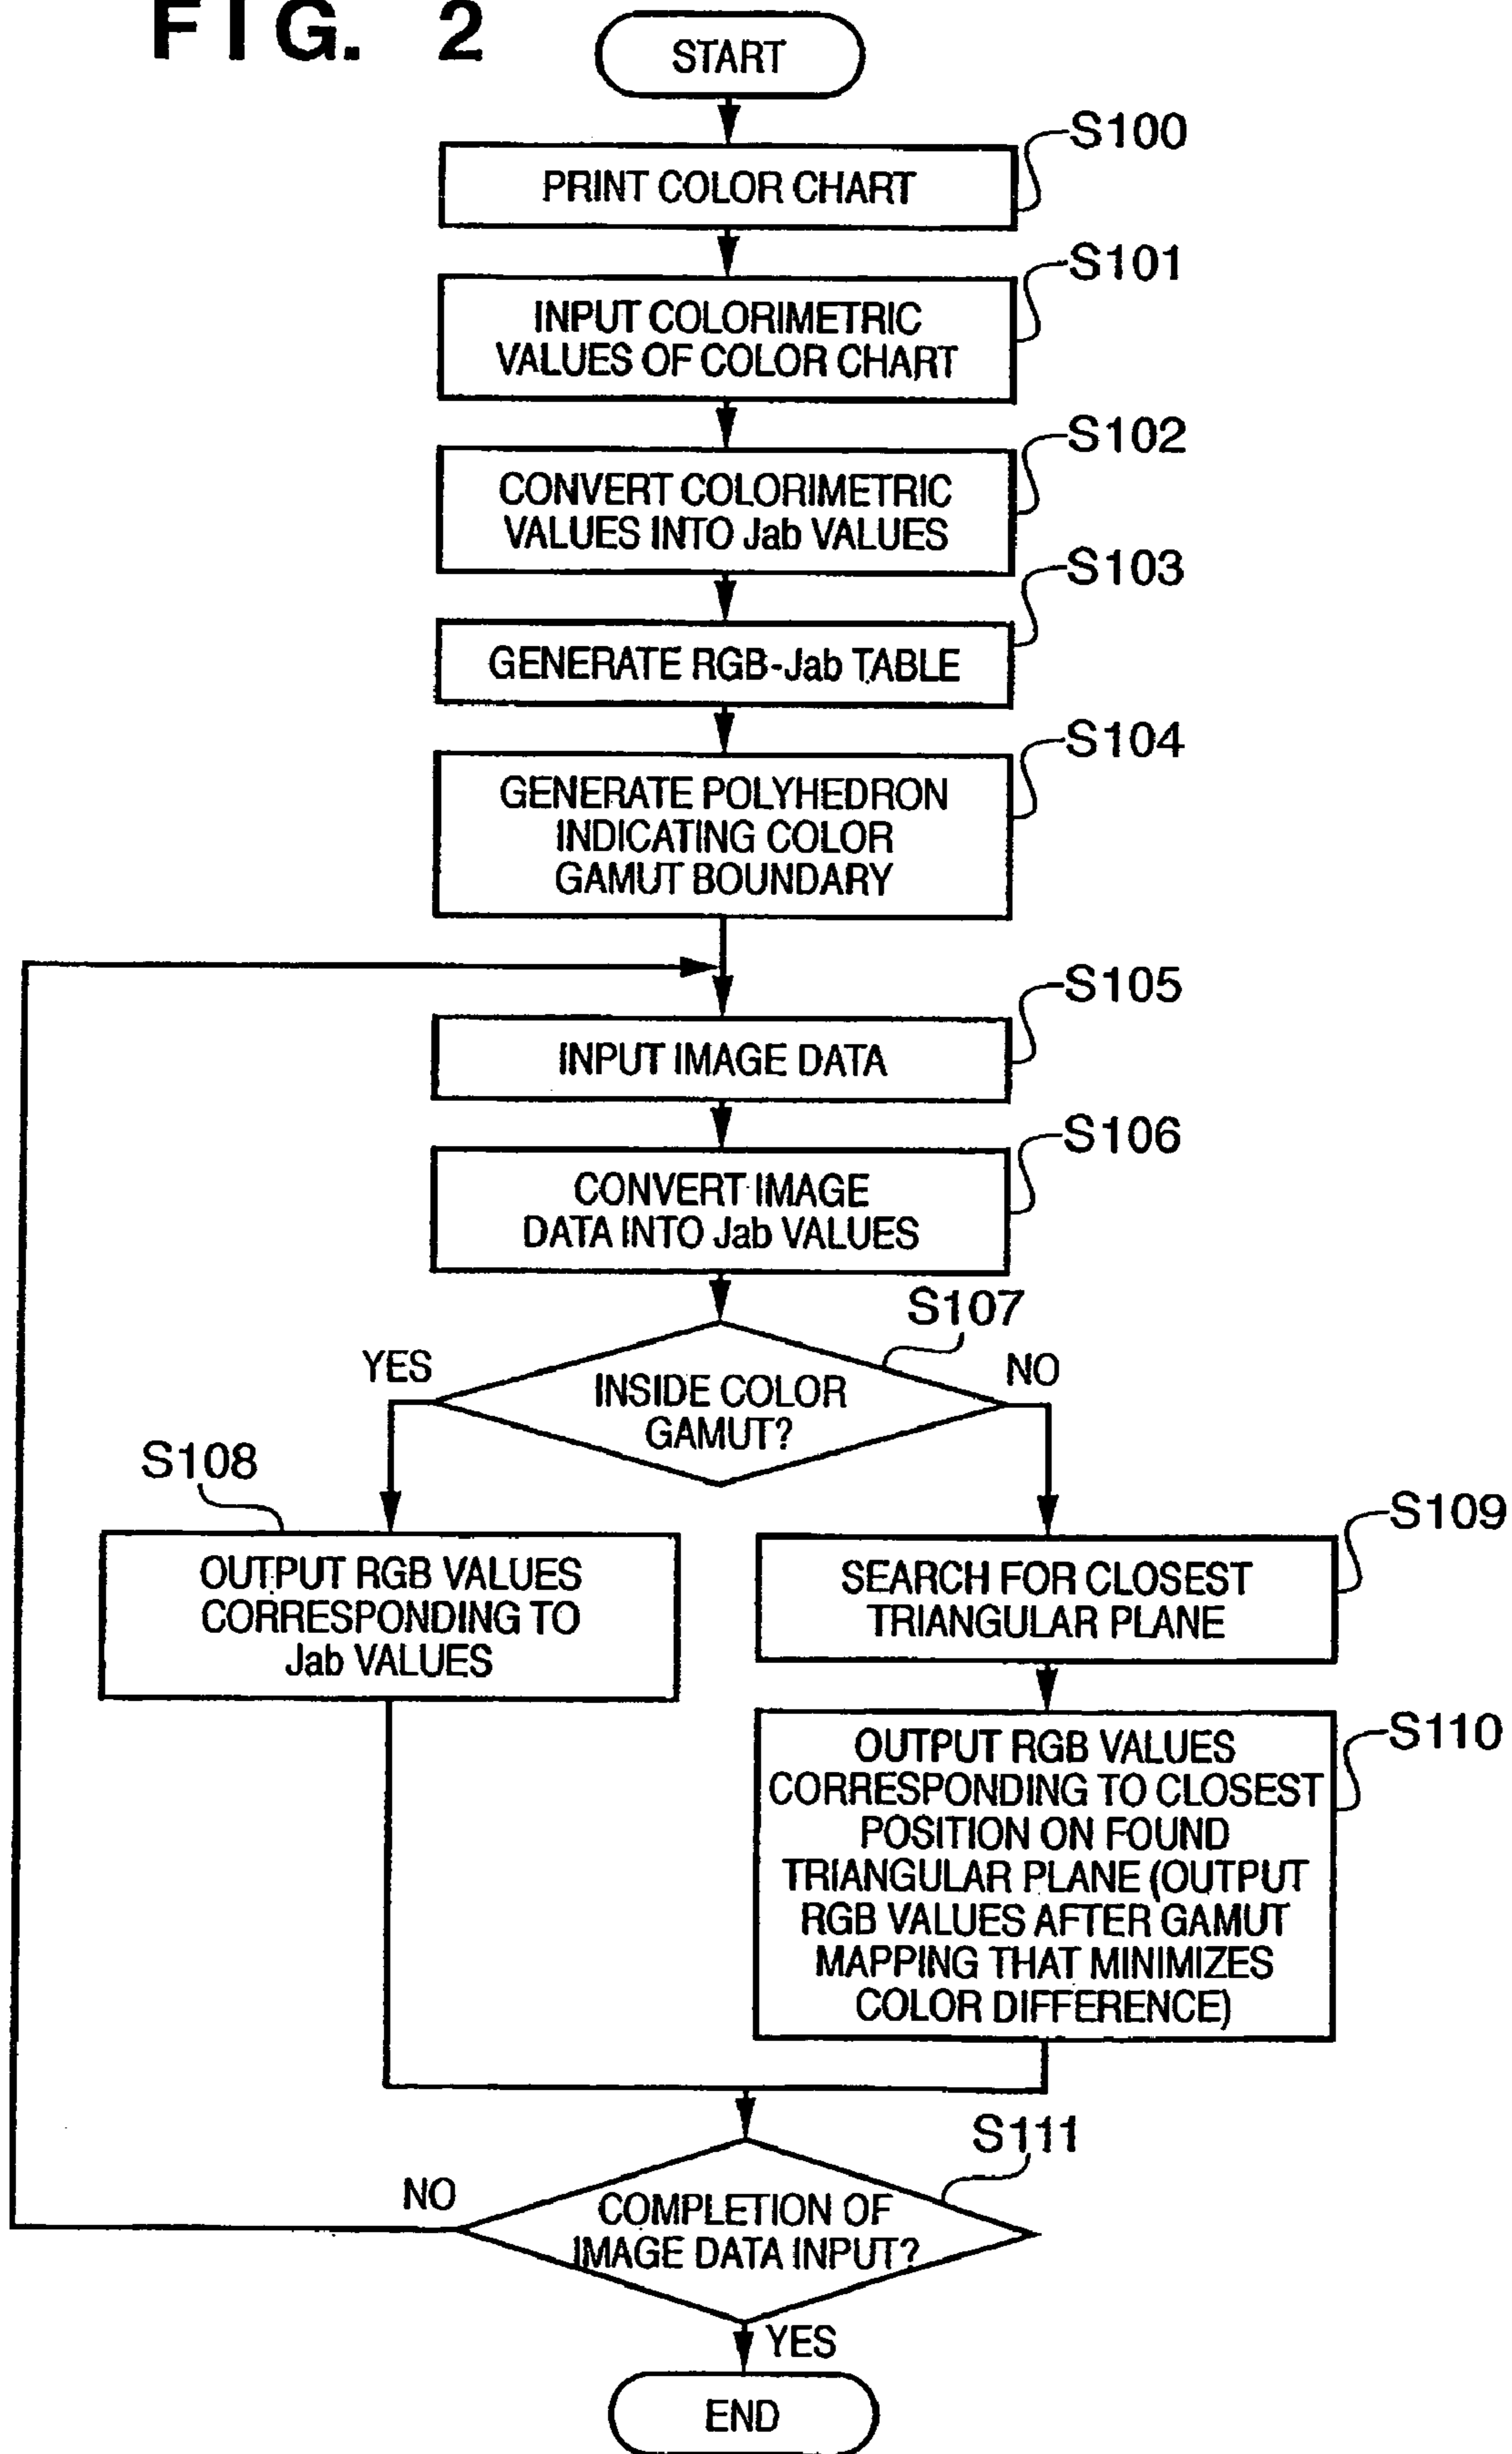 FIG. 2
START
S100
PRINT COLOR CHART
S101
INPUT COLORIMETRIC
VALUES OF COLOR CHART
S102
CONVERT COLORIMETRIC
VALUES INTO Jab VALUES
S103
GENERATE RGB-Jab TABLE
S104
GENERATE POLYHEDRON
INDICATING COLOR
GAMUT BOUNDARY
S105
INPUT IMAGE DATA
S106
CONVERT IMAGE
DATA INTO Jab VALUES
S107
YES
NO
INSIDE COLOR
GAMUT?
S108
OUTPUT RGB VALUES
CORRESPONDING TO
Jab VALUES
S109
SEARCH FOR CLOSEST
TRIANGULAR PLANE
S110
OUTPUT RGB VALUES
CORRESPONDING TO CLOSEST
POSITION ON FOUND
TRIANGULAR PLANE (OUTPUT
RGB VALUES AFTER GAMUT
MAPPING THAT MINIMIZES
COLOR DIFFERENCE)
S111
NO
COMPLETION OF
IMAGE DATA INPUT?
YES
END